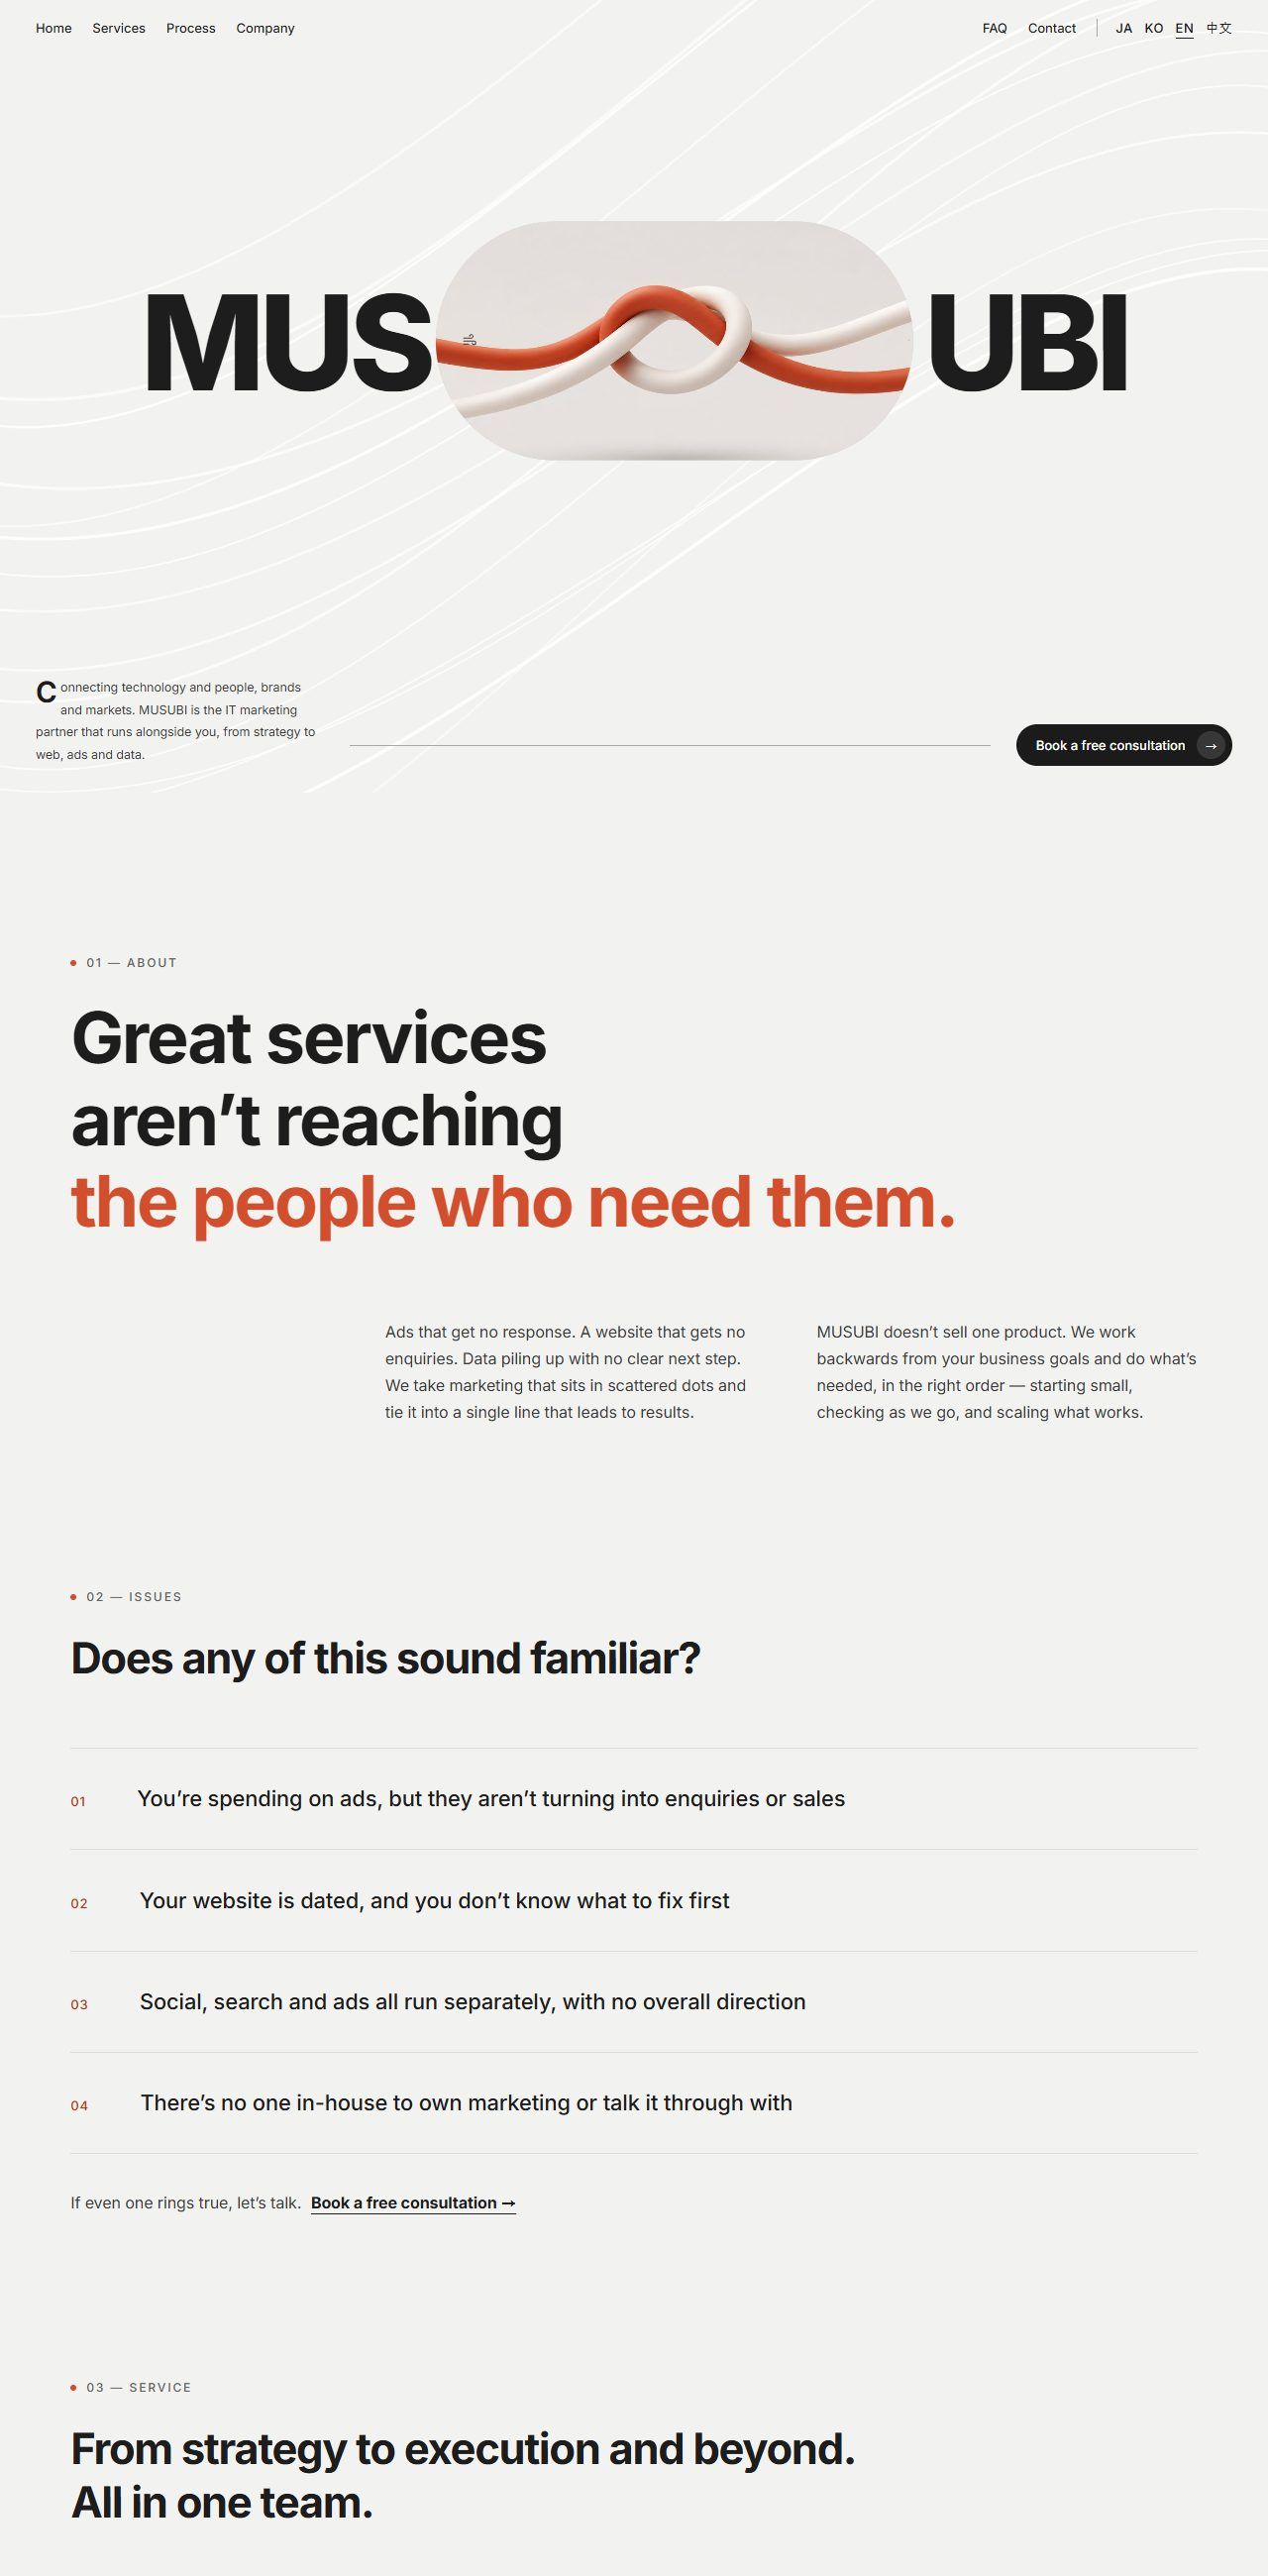 Home Services Process Company
FAQ Contact JA KO EN 中文
MUS UBI
Connecting technology and people, brands
and markets. MUSUBI is the IT marketing
partner that runs alongside you, from strategy to
web, ads and data.
Book a free consultation →
01 — ABOUT
Great services
aren’t reaching
the people who need them.
Ads that get no response. A website that gets no
enquiries. Data piling up with no clear next step.
We take marketing that sits in scattered dots and
tie it into a single line that leads to results.
MUSUBI doesn’t sell one product. We work
backwards from your business goals and do what’s
needed, in the right order — starting small,
checking as we go, and scaling what works.
02 — ISSUES
Does any of this sound familiar?
01 You’re spending on ads, but they aren’t turning into enquiries or sales
02 Your website is dated, and you don’t know what to fix first
03 Social, search and ads all run separately, with no overall direction
04 There’s no one in-house to own marketing or talk it through with
If even one rings true, let’s talk. Book a free consultation →
03 — SERVICE
From strategy to execution and beyond.
All in one team.